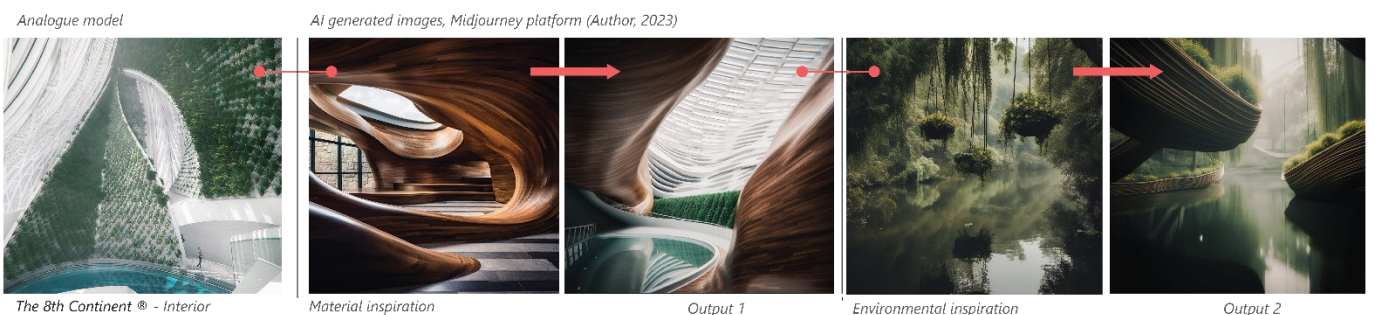 Analogue model
AI generated images, Midjourney platform (Author, 2023)
The 8th Continent ® - Interior
Material inspiration
Output 1
Environmental inspiration
Output 2